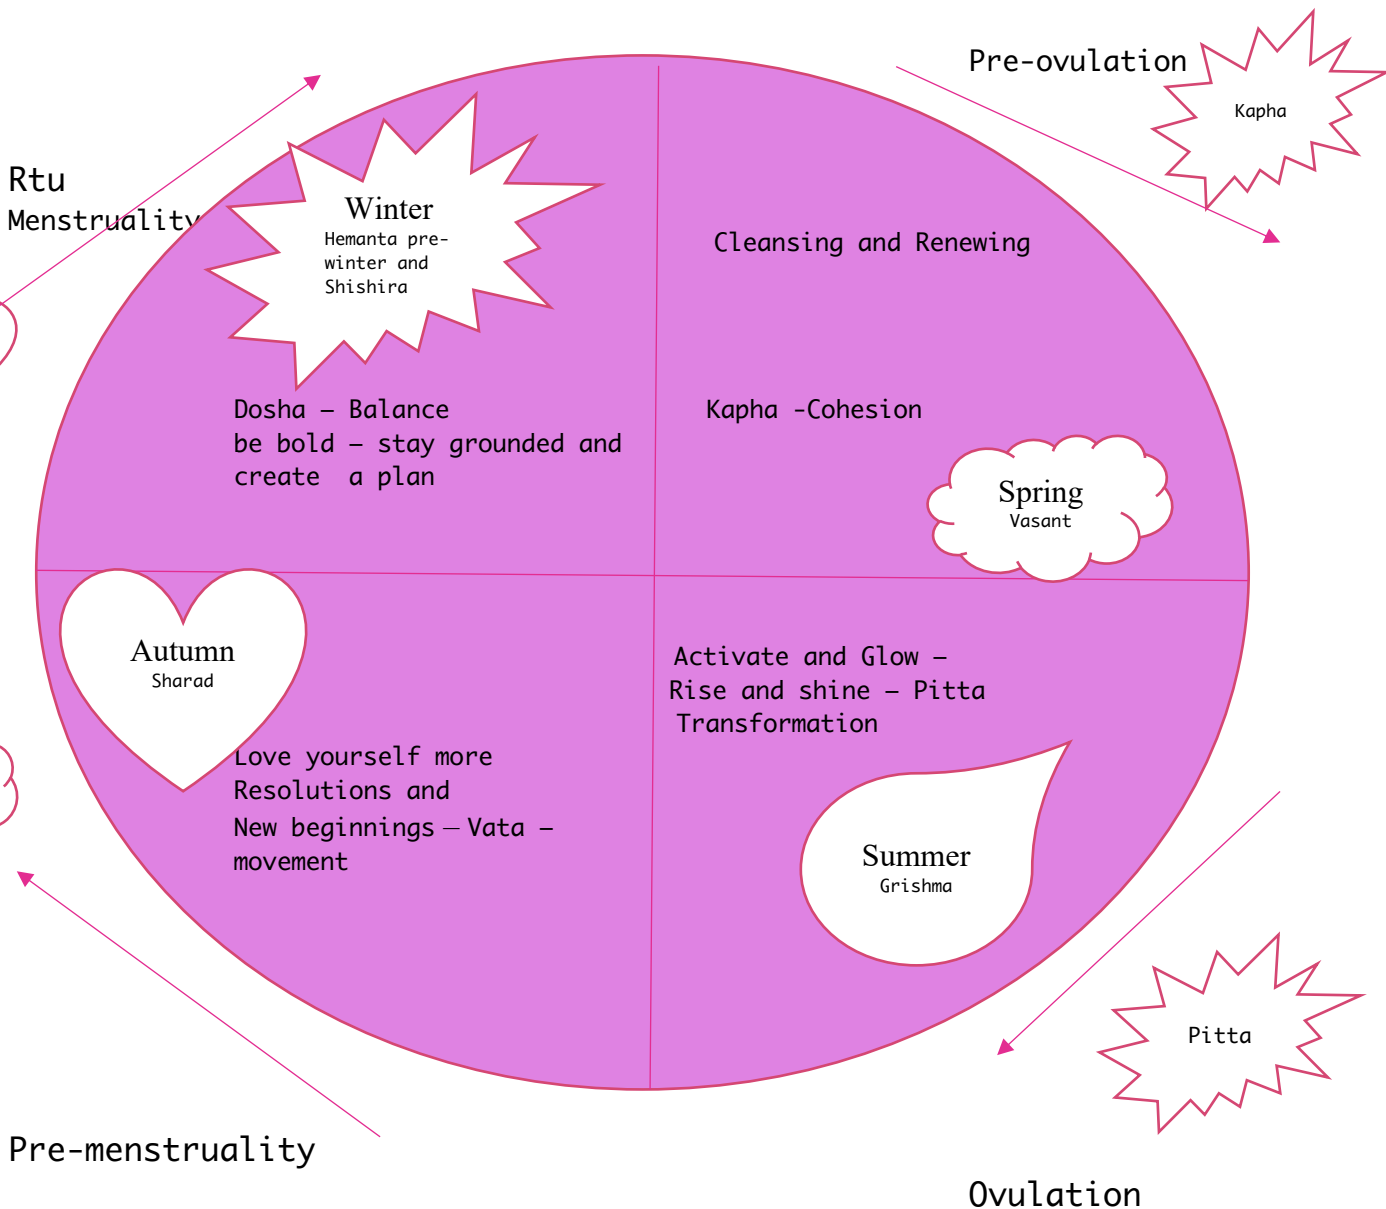 Pre-ovulation
Kapha
Rtu
Menstruality
Winter
Hemanta pre-
winter and
Shishira
Cleansing and Renewing
Dosha – Balance
be bold – stay grounded and
create  a plan
Kapha -Cohesion
Spring
Vasant
Autumn
Sharad
Activate and Glow –
Rise and shine – Pitta
Transformation
Love yourself more
Resolutions and
New beginnings – Vata –
movement
Summer
Grishma
Pitta
Pre-menstruality
Ovulation